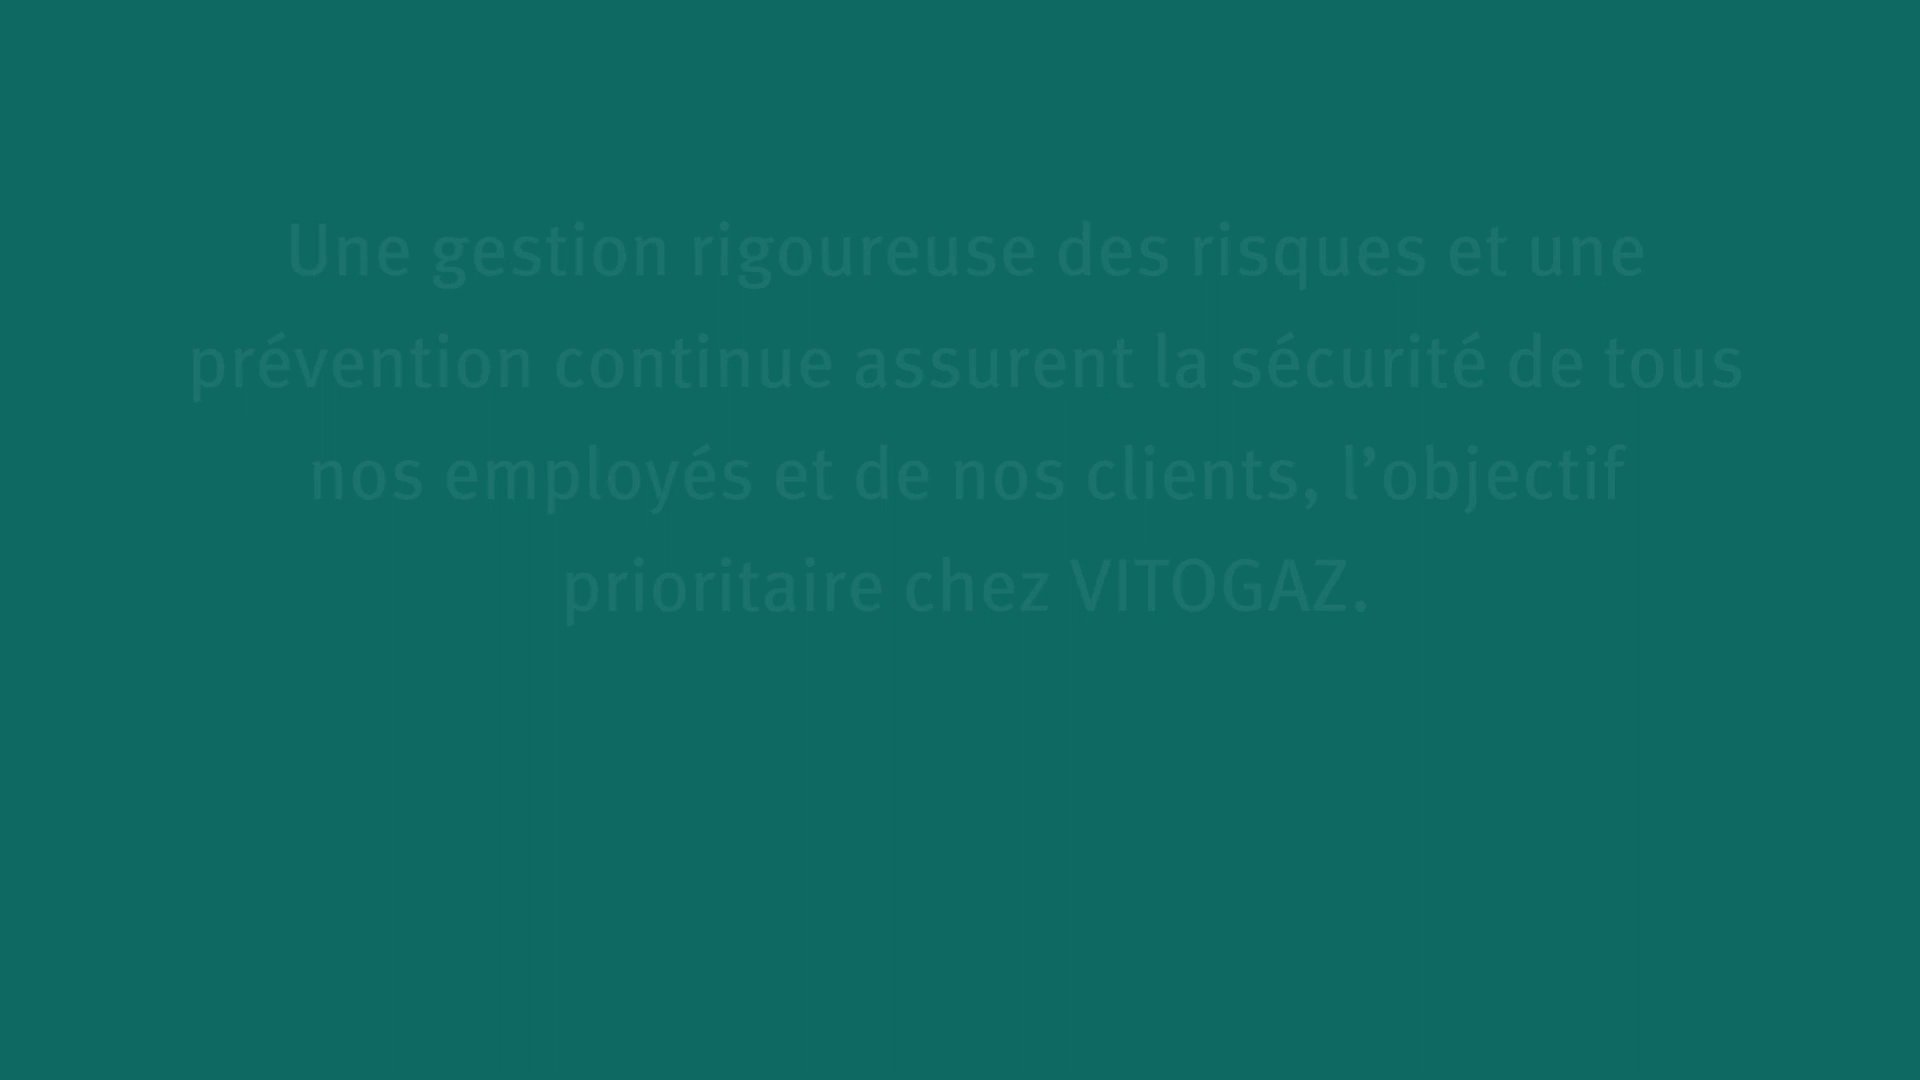 Une gestion rigoureuse des risques et une
prévention continue assurent la sécurité de tous
nos employés et de nos clients, l’objectif
prioritaire chez VITOGAZ.